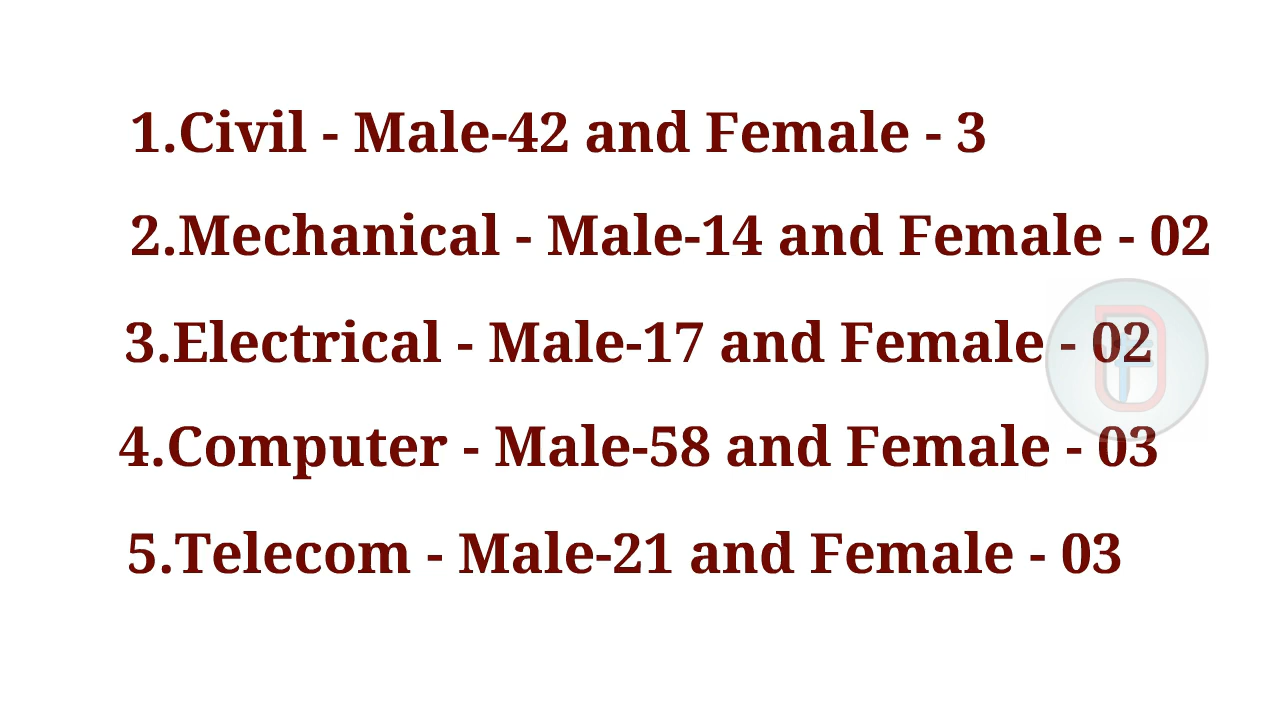 1.Civil - Male-42 and Female - 3
2.Mechanical - Male-14 and Female - 02
3.Electrical - Male-17 and Female - 02
4.Computer - Male-58 and Female - 03
5.Telecom - Male-21 and Female - 03